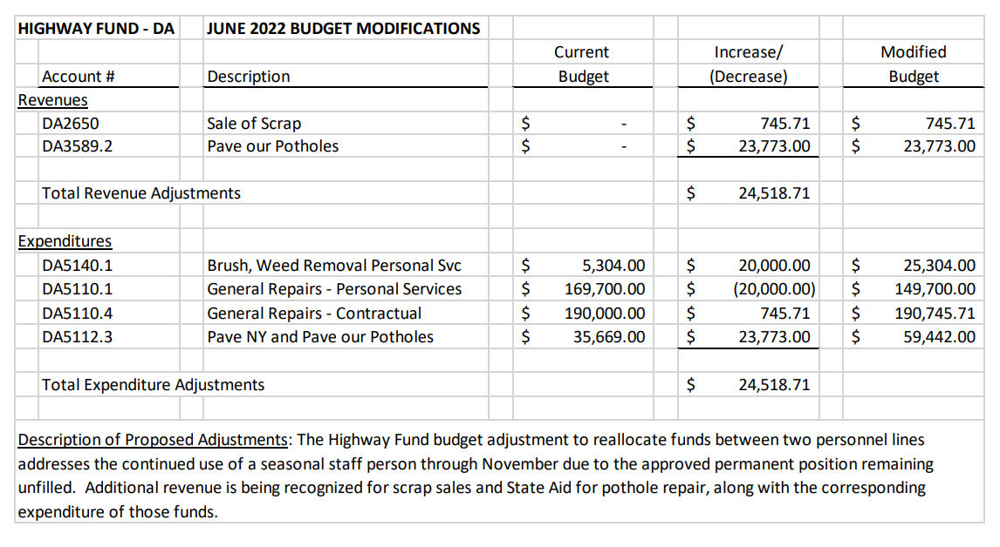 HIGHWAY FUND - DA JUNE 2022 BUDGET MODIFICATIONS
Current Increase/ Modified
Account # Description Budget (Decrease) Budget
Revenues
DA2650 Sale of Scrap $ - $ 745.71 $ 745.71
DA3589.2 Pave our Potholes $ - $ 23,773.00 $ 23,773.00
Total Revenue Adjustments $ 24,518.71
Expenditures
DA5140.1 Brush, Weed Removal Personal Svc $ 5,304.00 $ 20,000.00 $ 25,304.00
DA5110.1 General Repairs - Personal Services $ 169,700.00 $ (20,000.00) $ 149,700.00
DA5110.4 General Repairs - Contractual $ 190,000.00 $ 745.71 $ 190,745.71
DA5112.3 Pave NY and Pave our Potholes $ 35,669.00 $ 23,773.00 $ 59,442.00
Total Expenditure Adjustments $ 24,518.71
Description of Proposed Adjustments: The Highway Fund budget adjustment to reallocate funds between two personnel lines
addresses the continued use of a seasonal staff person through November due to the approved permanent position remaining
unfilled. Additional revenue is being recognized for scrap sales and State Aid for pothole repair, along with the corresponding
expenditure of those funds.